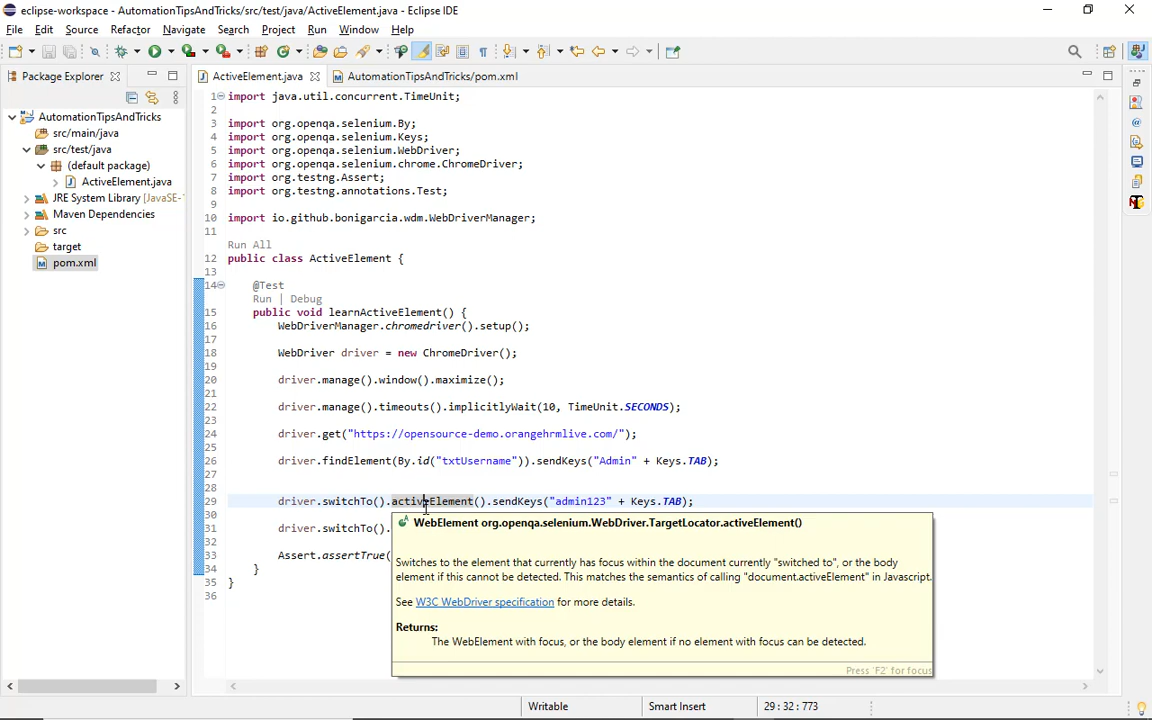 eclipse-workspace - AutomationTipsAndTricks/src/test/java/ActiveElement.java - Eclipse IDE
File Edit Source Refactor Navigate Search Project Run Window Help
Package Explorer
ActiveElement.java
AutomationTipsAndTricks/pom.xml
AutomationTipsAndTricks
src/main/java
src/test/java
(default package)
ActiveElement.java
JRE System Library [JavaSE-
Maven Dependencies
src
target
pom.xml
1 import java.util.concurrent.TimeUnit;
2
3 import org.openqa.selenium.By;
4 import org.openqa.selenium.Keys;
5 import org.openqa.selenium.WebDriver;
6 import org.openqa.selenium.chrome.ChromeDriver;
7 import org.testng.Assert;
8 import org.testng.annotations.Test;
9
10 import io.github.bonigarcia.wdm.WebDriverManager;
11
Run All
12 public class ActiveElement {
13
14 @Test
Run | Debug
15 public void learnActiveElement() {
16 WebDriverManager.chromedriver().setup();
17
18 WebDriver driver = new ChromeDriver();
19
20 driver.manage().window().maximize();
21
22 driver.manage().timeouts().implicitlyWait(10, TimeUnit.SECONDS);
23
24 driver.get("https://opensource-demo.orangehrmlive.com/");
25
26 driver.findElement(By.id("txtUsername")).sendKeys("Admin" + Keys.TAB);
27
28
29 driver.switchTo().activeElement().sendKeys("admin123" + Keys.TAB);
30
31 driver.switchTo().
32
33 Assert.assertTrue(
34 }
35 }
36
WebElement org.openqa.selenium.WebDriver.TargetLocator.activeElement()
Switches to the element that currently has focus within the document currently "switched to", or the body
element if this cannot be detected. This matches the semantics of calling "document.activeElement" in Javascript.
See W3C WebDriver specification for more details.
Returns:
The WebElement with focus, or the body element if no element with focus can be detected.
Press 'F2' for focus
Writable
Smart Insert
29 : 32 : 773